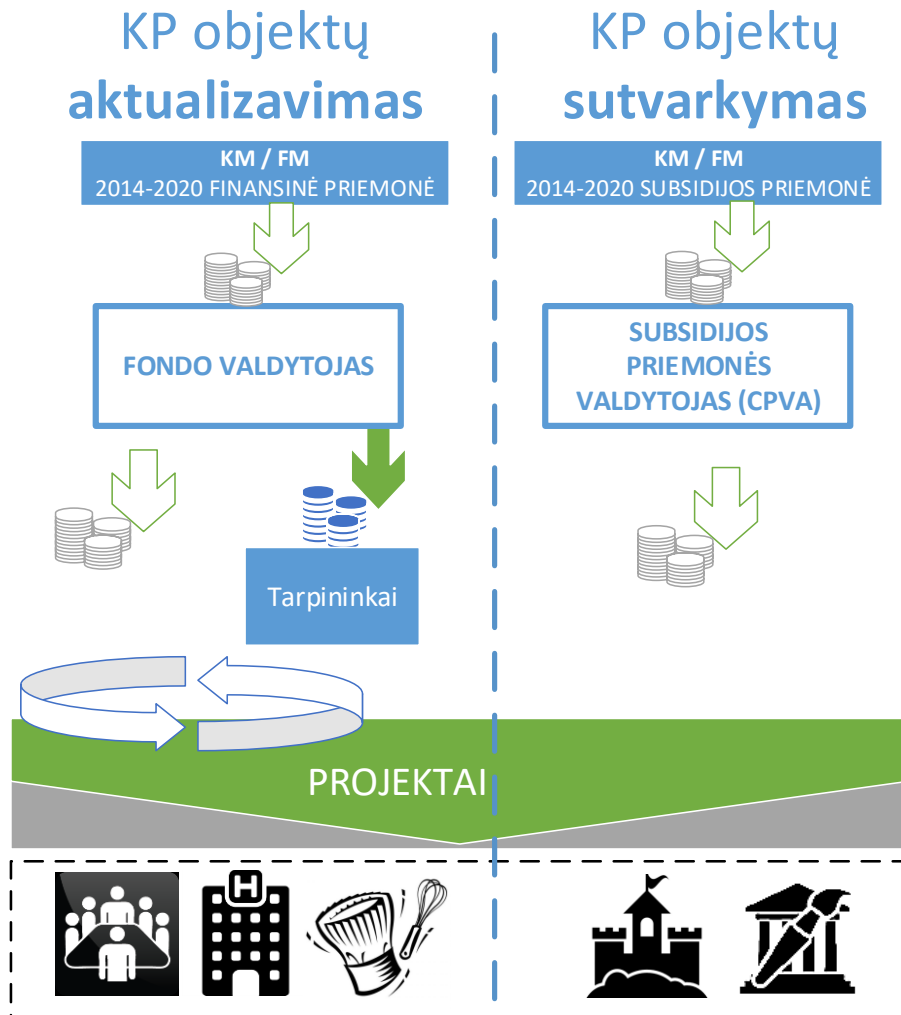 KP objektų
aktualizavimas
KM / FM
2014-2020 FINANSINĖ PRIEMONĖ
FONDO VALDYTOJAS
Tarpininkai
KP objektų
sutvarkymas
KM / FM
2014-2020 SUBSIDIJOS PRIEMONĖ
SUBSIDIJOS
PRIEMONĖS
VALDYTOJAS (CPVA)
PROJEKTAI
H